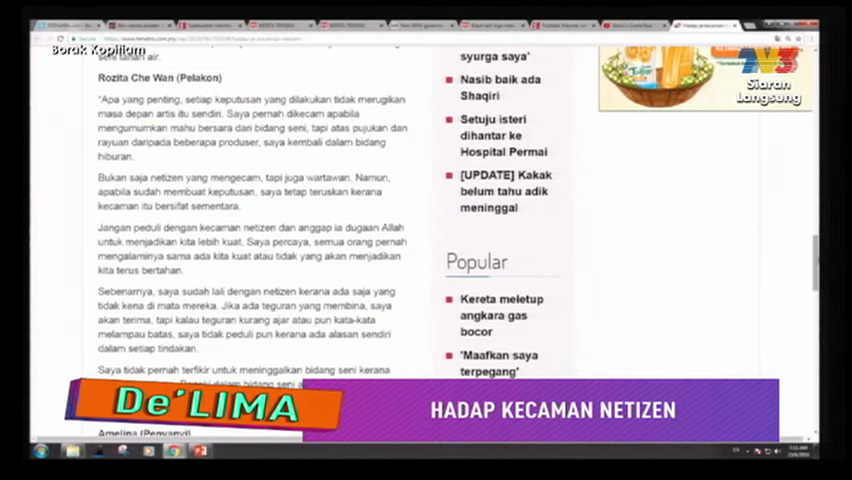 Borak Kopitiam
seni tanah air.
Rozita Che Wan (Pelakon)
"Apa yang penting, setiap keputusan yang dilakukan tidak merugikan
masa depan artis itu sendiri. Saya pernah dikecam apabila
mengumumkan mahu bersara dari bidang seni, tapi atas pujukan dan
rayuan daripada beberapa produser, saya kembali dalam bidang
hiburan.
Bukan saja netizen yang mengecam, tapi juga wartawan. Namun,
apabila sudah membuat keputusan, saya tetap teruskan kerana
kecaman itu bersifat sementara.
Jangan peduli dengan kecaman netizen dan anggap ia dugaan Allah
untuk menjadikan kita lebih kuat. Saya percaya, semua orang pernah
mengalaminya sama ada kita kuat atau tidak yang akan menjadikan
kita terus bertahan.
Sebenarnya, saya sudah lali dengan netizen kerana ada saja yang
tidak kena di mata mereka. Jika ada teguran yang membina, saya
akan terima, tapi kalau teguran kurang ajar atau pun kata-kata
melampau batas, saya tidak peduli pun kerana ada alasan sendiri
dalam setiap tindakan.
Saya tidak pernah terfikir untuk meninggalkan bidang seni kerana
dalam bidang seni
Amelina (Penyanyi)
syurga saya'
Nasib baik ada
Shaqiri
Setuju isteri
dihantar ke
Hospital Permai
[UPDATE] Kakak
belum tahu adik
meninggal
Popular
Kereta meletup
angkara gas
bocor
'Maafkan saya
terpegang'
TV3
Siaran
Langsung
De'LIMA
HADAP KECAMAN NETIZEN